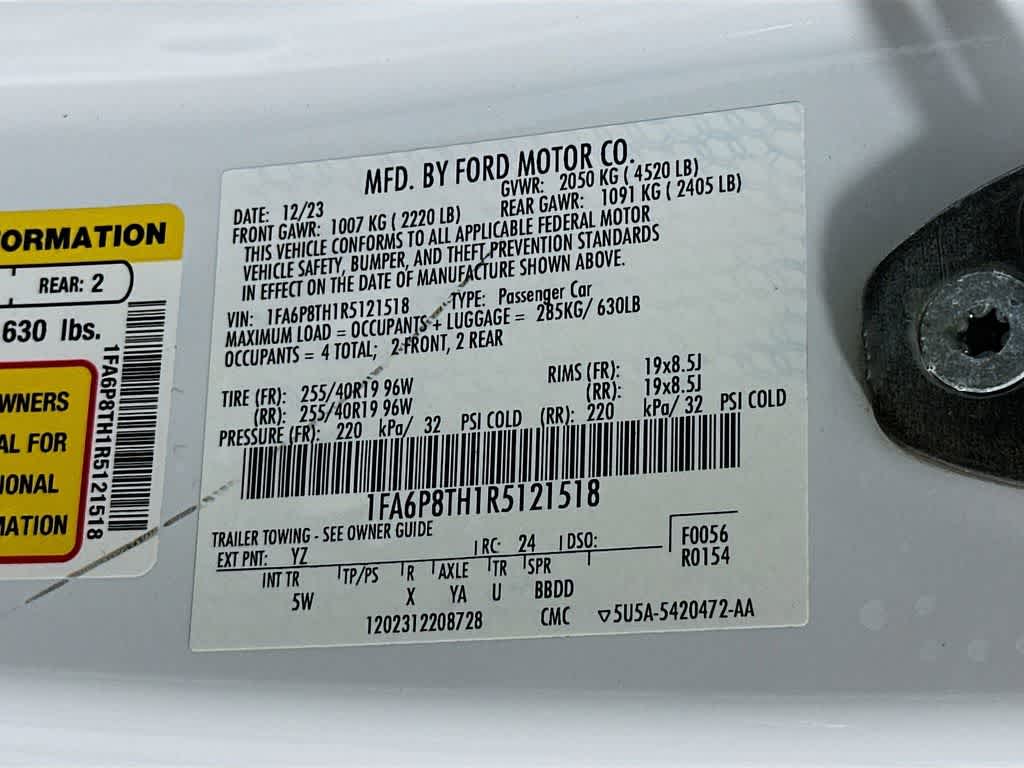 ORMATION
REAR: 2
630 lbs.
1FA6P8TH1R5121518
WNERS
AL FOR
IONAL
MATION
MFD. BY FORD MOTOR CO.
DATE: 12/23 GVWR: 2050 KG ( 4520 LB)
FRONT GAWR: 1007 KG ( 2220 LB) REAR GAWR: 1091 KG ( 2405 LB)
THIS VEHICLE CONFORMS TO ALL APPLICABLE FEDERAL MOTOR
VEHICLE SAFETY, BUMPER, AND THEFT PREVENTION STANDARDS
IN EFFECT ON THE DATE OF MANUFACTURE SHOWN ABOVE.
VIN: 1FA6P8TH1R5121518 TYPE: Passenger Car
MAXIMUM LOAD = OCCUPANTS + LUGGAGE = 285KG/ 630LB
OCCUPANTS = 4 TOTAL; 2 FRONT, 2 REAR
TIRE (FR): 255/40R19 96W RIMS (FR): 19x8.5J
(RR): 255/40R19 96W (RR): 19x8.5J
PRESSURE (FR): 220 kPa/ 32 PSI COLD (RR): 220 kPa/ 32 PSI COLD
1FA6P8TH1R5121518
TRAILER TOWING - SEE OWNER GUIDE
EXT PNT: YZ RC: 24 DSO: F0056
R0154
INT TR TP/PS R AXLE TR SPR
5W X YA U BBDD
1202312208728 CMC ▽5U5A-5420472-AA